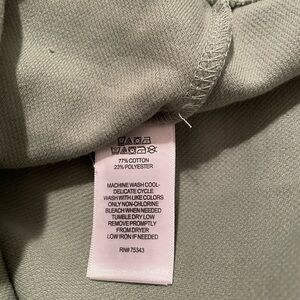 77% COTTON
23% POLYESTER
MACHINE WASH COOL-
DELICATE CYCLE
WASH WITH LIKE COLORS
ONLY NON-CHLORINE
BLEACH WHEN NEEDED
TUMBLE DRY LOW
REMOVE PROMPTLY
FROM DRYER
LOW IRON IF NEEDED
RN# 75343